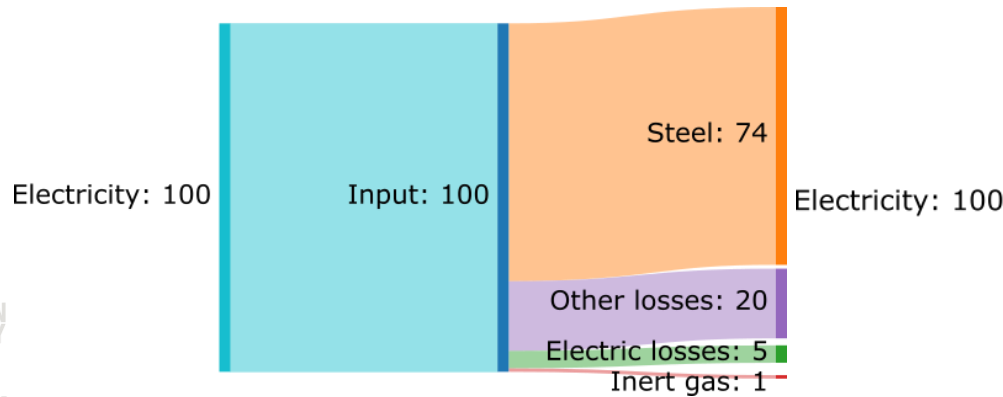 Electricity: 100
Input: 100
Steel: 74
Electricity: 100
Other losses: 20
Electric losses: 5
Inert gas: 1